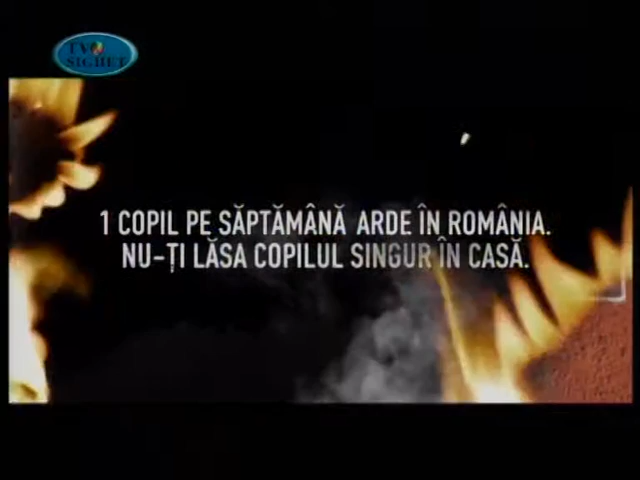 TV SIGHET
1 COPIL PE SĂPTĂMÂNĂ ARDE ÎN ROMÂNIA.
NU-ȚI LĂSA COPILUL SINGUR ÎN CASĂ.